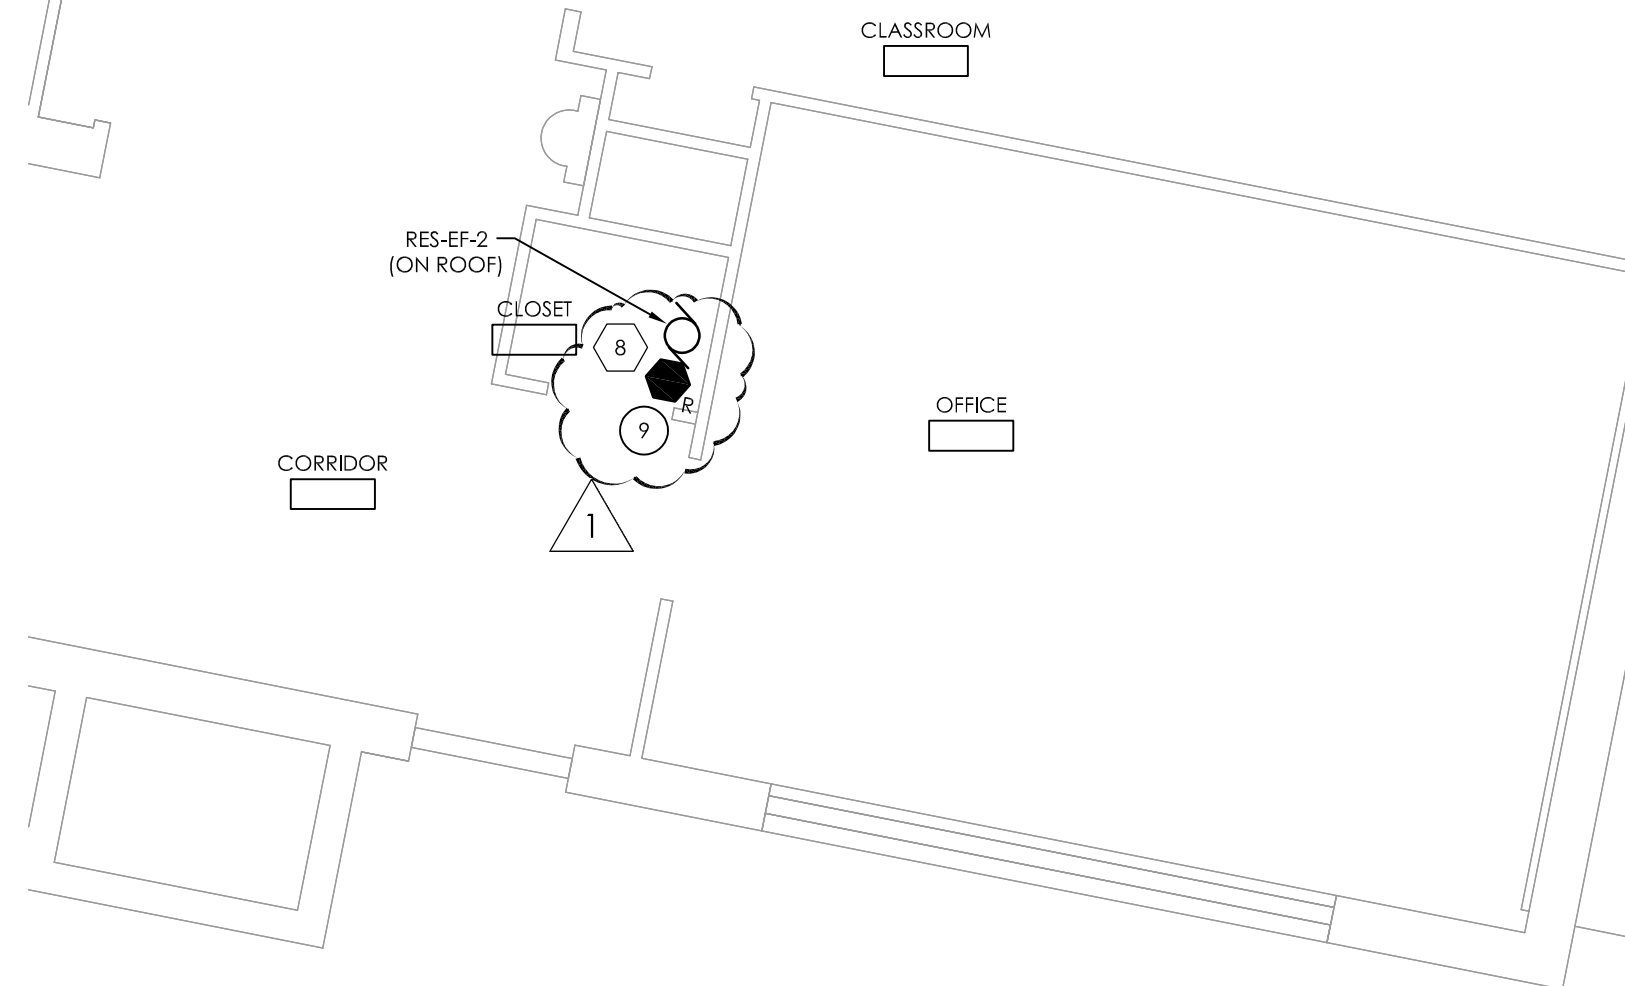 CLASSROOM
RES-EF-2
(ON ROOF)
CLOSET
8
R
OFFICE
9
CORRIDOR
1